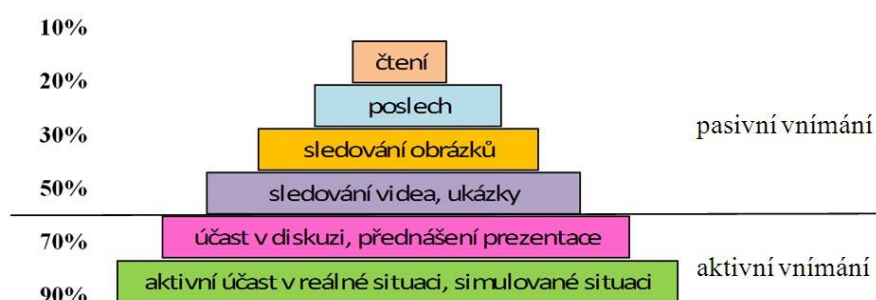 10%
čtení
20%
poslech
30%
sledování obrázků
pasivní vnímání
50%
sledování videa, ukázky
70%
účast v diskuzi, přednášení prezentace
aktivní vnímání
90%
aktivní účast v reálné situaci, simulované situaci